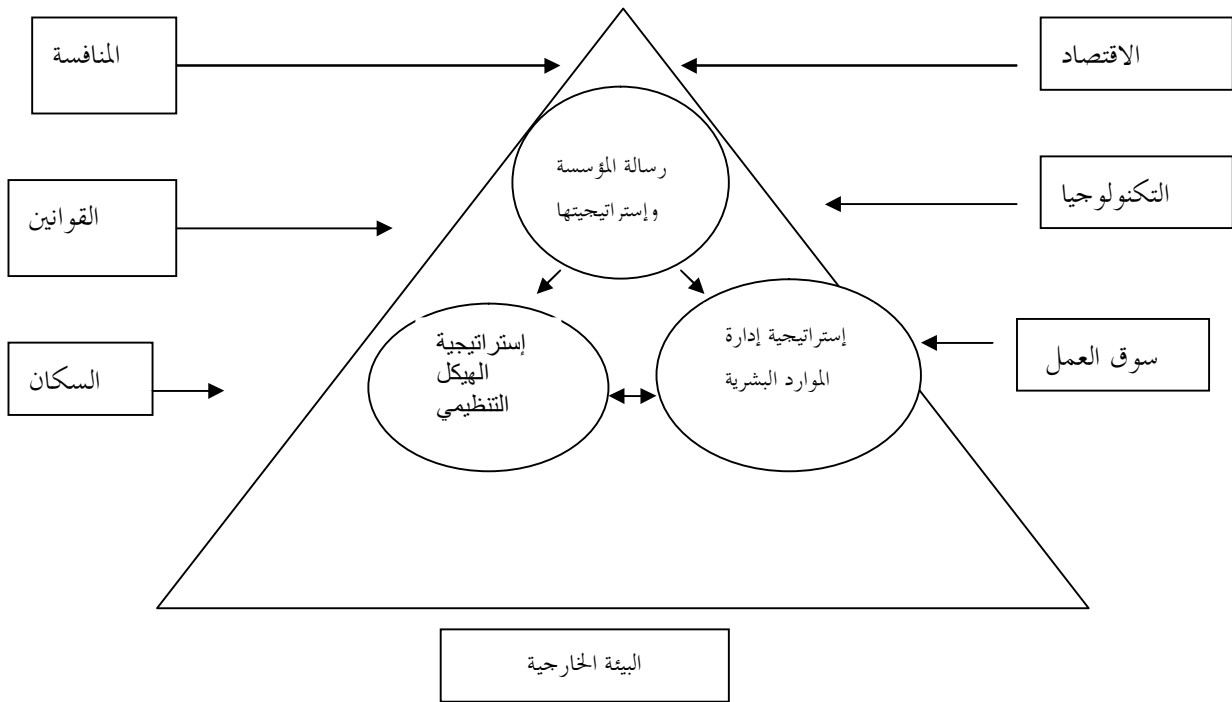 الاقتصاد
المنافسة
رسالة المؤسسة
وإستراتيجيتها
التكنولوجيا
القوانين
إستراتيجية إدارة
الموارد البشرية
إستراتيجية
الهيكل
التنظيمي
سوق العمل
السكان
البيئة الخارجية